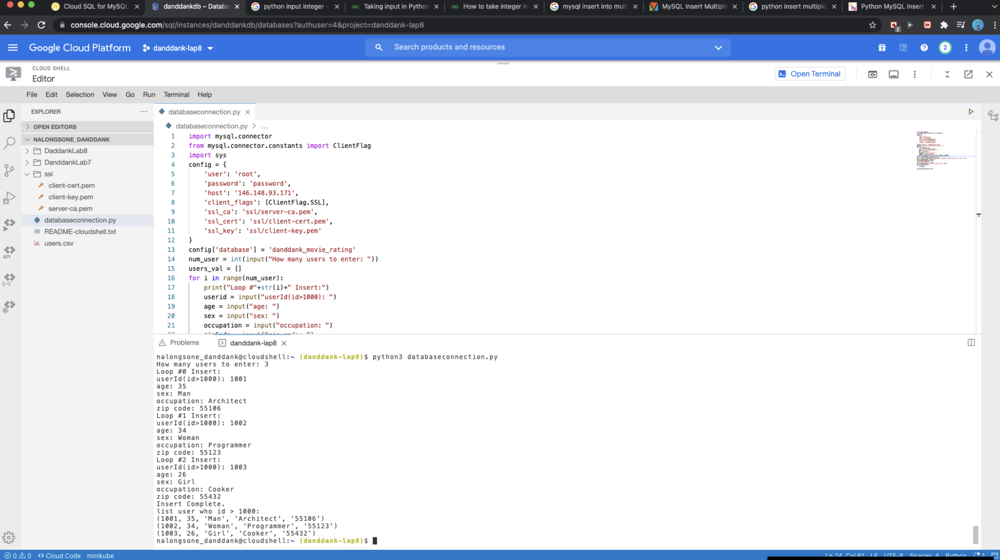 Cloud SQL for MySQL:
danddankdb – Databa
python input integer -
Taking input in Python
How to take integer in
mysql insert into multi
MySQL Insert Multiple
python insert multiple
Python MySQL Insert
console.cloud.google.com/sql/instances/danddankdb/databases?authuser=4&project=danddank-lap8
2
Google Cloud Platform
danddank-lap8
Search products and resources
2
CLOUD SHELL
Editor
Open Terminal
File Edit Selection View Go Run Terminal Help
EXPLORER
OPEN EDITORS
NALONGSONE_DANDDANK
DaddankLab8
DanddankLab7
ssl
client-cert.pem
client-key.pem
server-ca.pem
databaseconnection.py
README-cloudshell.txt
users.csv
API
databaseconnection.py
databaseconnection.py > ...
1 import mysql.connector
2 from mysql.connector.constants import ClientFlag
3 import sys
4 config = {
5 'user': 'root',
6 'password': 'password',
7 'host': '146.148.93.171',
8 'client_flags': [ClientFlag.SSL],
9 'ssl_ca': 'ssl/server-ca.pem',
10 'ssl_cert': 'ssl/client-cert.pem',
11 'ssl_key': 'ssl/client-key.pem'
12 }
13 config['database'] = 'danddank_movie_rating'
14 num_user = int(input("How many users to enter: "))
15 users_val = []
16 for i in range(num_user):
17 print("Loop #"+str(i)+" Insert:")
18 userid = input("userId(id>1000): ")
19 age = input("age: ")
20 sex = input("sex: ")
21 occupation = input("occupation: ")
Problems
danddank-lap8
nalongsone_danddank@cloudshell:~ (danddank-lap8)$ python3 databaseconnection.py
How many users to enter: 3
Loop #0 Insert:
userId(id>1000): 1001
age: 35
sex: Man
occupation: Architect
zip code: 55106
Loop #1 Insert:
userId(id>1000): 1002
age: 34
sex: Woman
occupation: Programmer
zip code: 55123
Loop #2 Insert:
userId(id>1000): 1003
age: 26
sex: Girl
occupation: Cooker
zip code: 55432
Insert Complete.
list user who id > 1000:
(1001, 35, 'Man', 'Architect', '55106')
(1002, 34, 'Woman', 'Programmer', '55123')
(1003, 26, 'Girl', 'Cooker', '55432')
nalongsone_danddank@cloudshell:~ (danddank-lap8)$
0 0 <> Cloud Code minikube
Ln 24, Col 61 LF UTF-8 Spaces: 4 Python 1